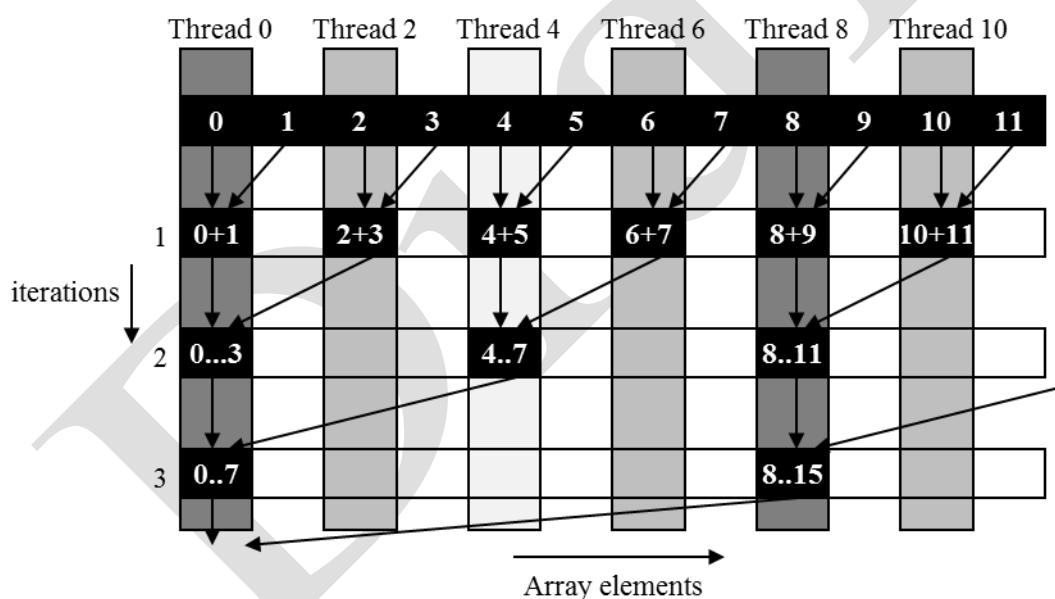 Thread 0 Thread 2 Thread 4 Thread 6 Thread 8 Thread 10
0 1 2 3 4 5 6 7 8 9 10 11
1 0+1 2+3 4+5 6+7 8+9 10+11
iterations
2 0...3 4..7 8..11
3 0..7 8..15
Array elements